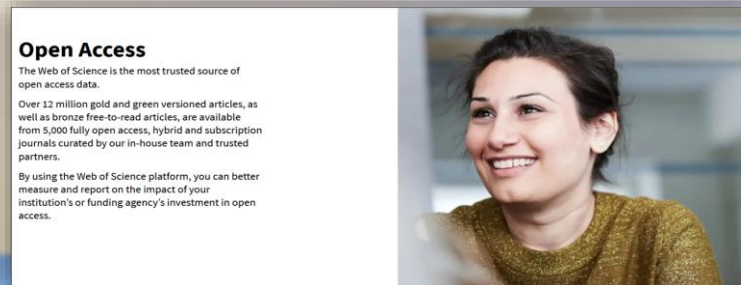 Open Access
The Web of Science is the most trusted source of
open access data.
Over 12 million gold and green versioned articles, as
well as bronze free-to-read articles, are available
from 5,000 fully open access, hybrid and subscription
journals curated by our in-house team and trusted
partners.
By using the Web of Science platform, you can better
measure and report on the impact of your
institution's or funding agency's investment in open
access.